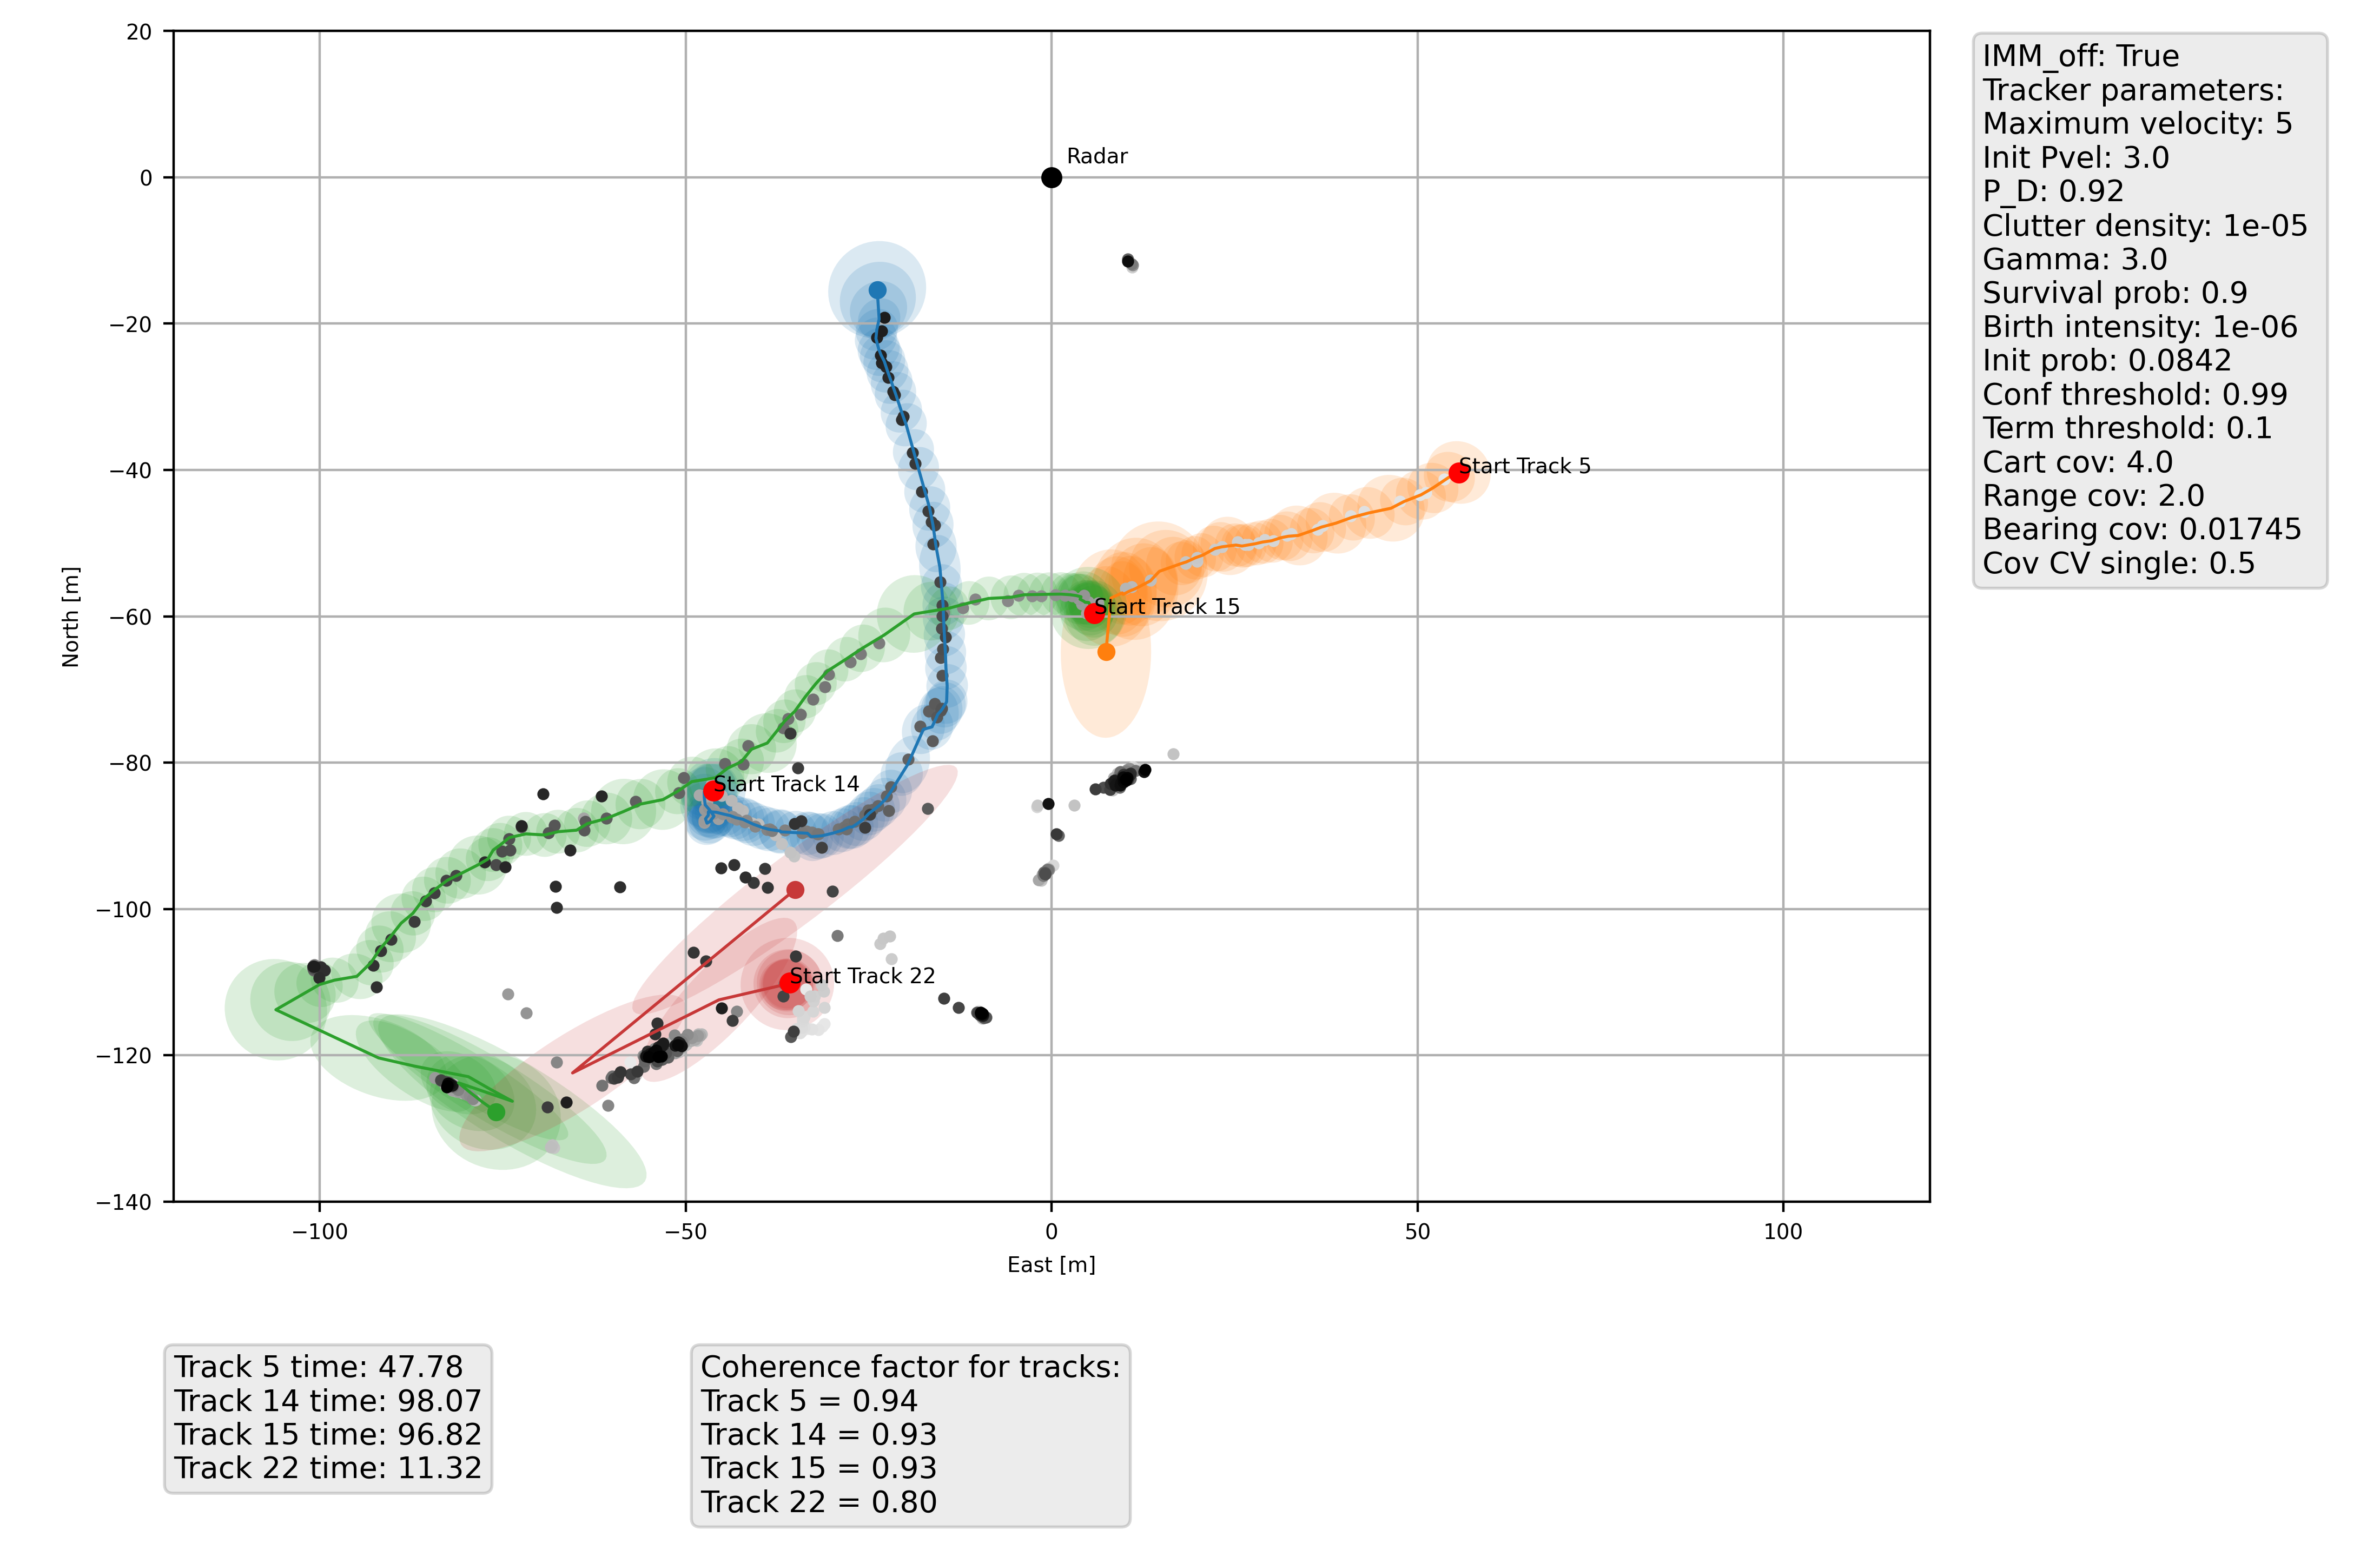 20
0
−20
−40
−60
−80
−100
−120
−140
North [m]
−100
−50
0
50
100
East [m]
Radar
Start Track 5
Start Track 15
Start Track 14
Start Track 22
IMM_off: True
Tracker parameters:
Maximum velocity: 5
Init Pvel: 3.0
P_D: 0.92
Clutter density: 1e-05
Gamma: 3.0
Survival prob: 0.9
Birth intensity: 1e-06
Init prob: 0.0842
Conf threshold: 0.99
Term threshold: 0.1
Cart cov: 4.0
Range cov: 2.0
Bearing cov: 0.01745
Cov CV single: 0.5
Track 5 time: 47.78
Track 14 time: 98.07
Track 15 time: 96.82
Track 22 time: 11.32
Coherence factor for tracks:
Track 5 = 0.94
Track 14 = 0.93
Track 15 = 0.93
Track 22 = 0.80